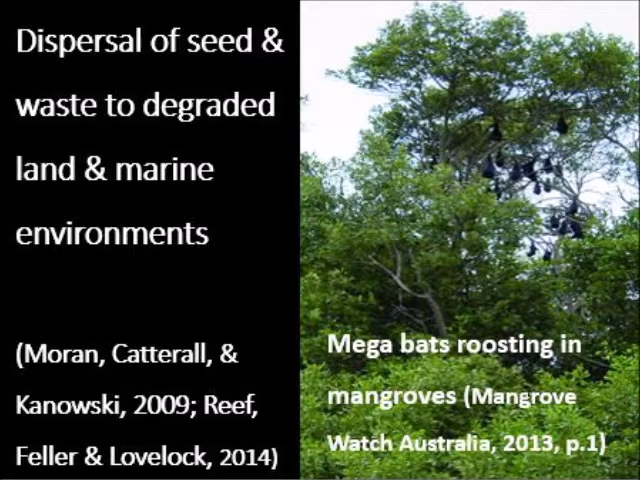 Dispersal of seed &
waste to degraded
land & marine
environments
(Moran, Catterall, &
Kanowski, 2009; Reef,
Feller & Lovelock, 2014)
Mega bats roosting in
mangroves (Mangrove
Watch Australia, 2013, p.1)